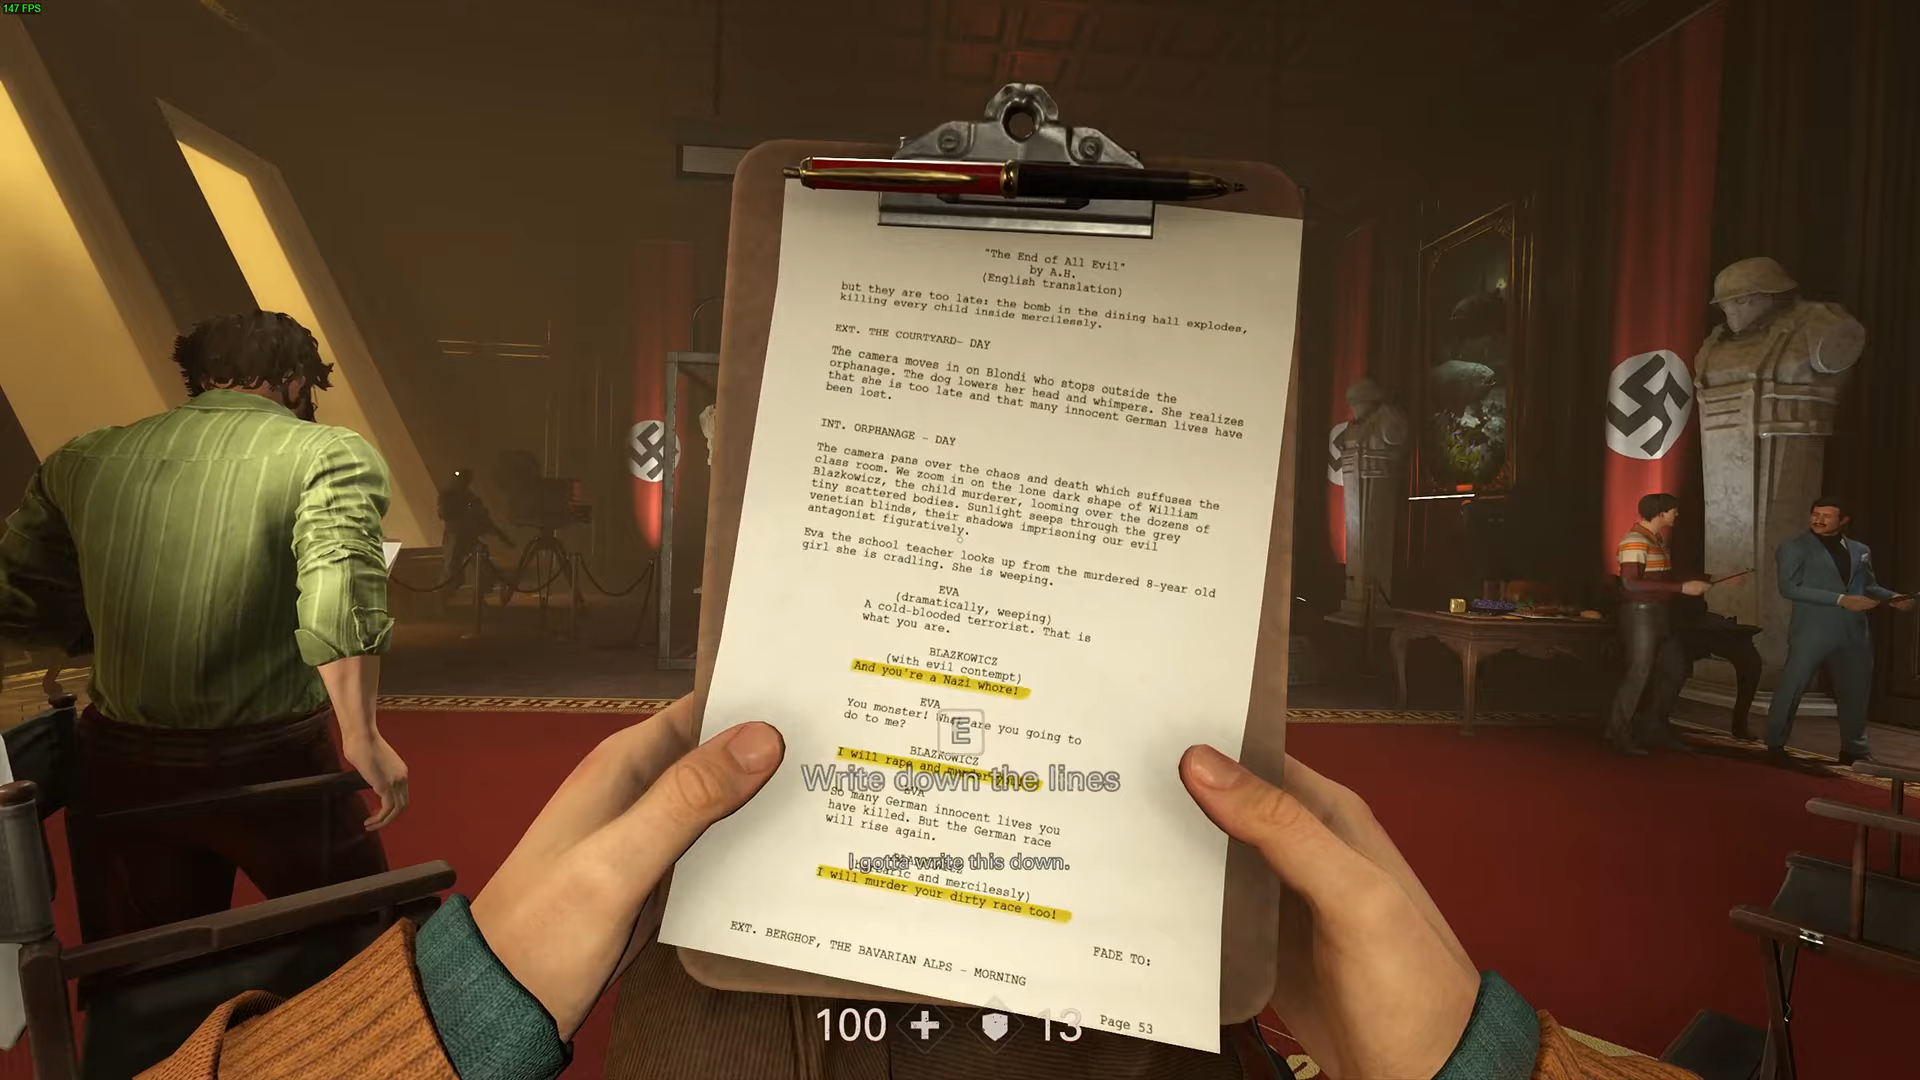 147 FPS
"The End of All Evil"
by A.H.
(English translation)
but they are too late: the bomb in the dining hall explodes,
killing every child inside mercilessly.
EXT. THE COURTYARD- DAY
The camera moves in on Blondi who stops outside the
orphanage. The dog lowers her head and whimpers. She realizes
that she is too late and that many innocent German lives have
been lost.
INT. ORPHANAGE - DAY
The camera pans over the chaos and death which suffuses the
class room. We zoom in on the lone dark shape of William
Blazkowicz, the child murderer, looming over the dozens of
tiny scattered bodies. Sunlight seeps through the grey
venetian blinds, their shadows imprisoning our evil
antagonist figuratively.
Eva the school teacher looks up from the murdered 8-year old
girl she is cradling. She is weeping.
EVA
(dramatically, weeping)
A cold-blooded terrorist. That is
what you are.
BLAZKOWICZ
(with evil contempt)
And you're a Nazi whore!
EVA
You monster! What are you going to
do to me?
E
BLAZKOWICZ
I will rape and murder
Write down the lines
EVA
So many German innocent lives you
have killed. But the German race
will rise again.
I gotta write this down.
and mercilessly)
I will murder your dirty race too!
FADE TO:
EXT. BERGHOF, THE BAVARIAN ALPS - MORNING
Page 53
100 13